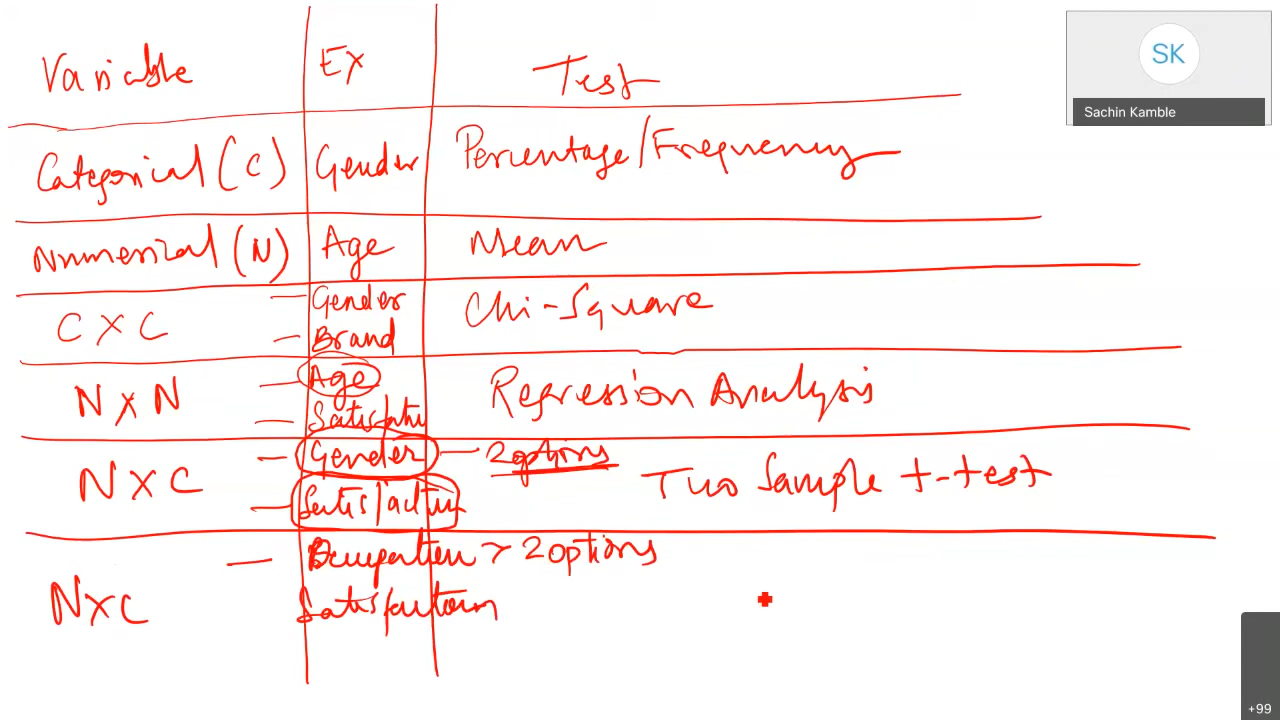 Variable Ex Test
Categorical (C) Gender Percentage/Frequency
Numerical (N) Age Mean
C X C - Gender Chi-Square
- Brand
N X N - Age Regression Analysis
- Satisfactn
N X C - Gender - 2 options Two Sample t-test
- Satisfaction
N X C - Occupation > 2 options
Satisfaction
SK
Sachin Kamble
+99